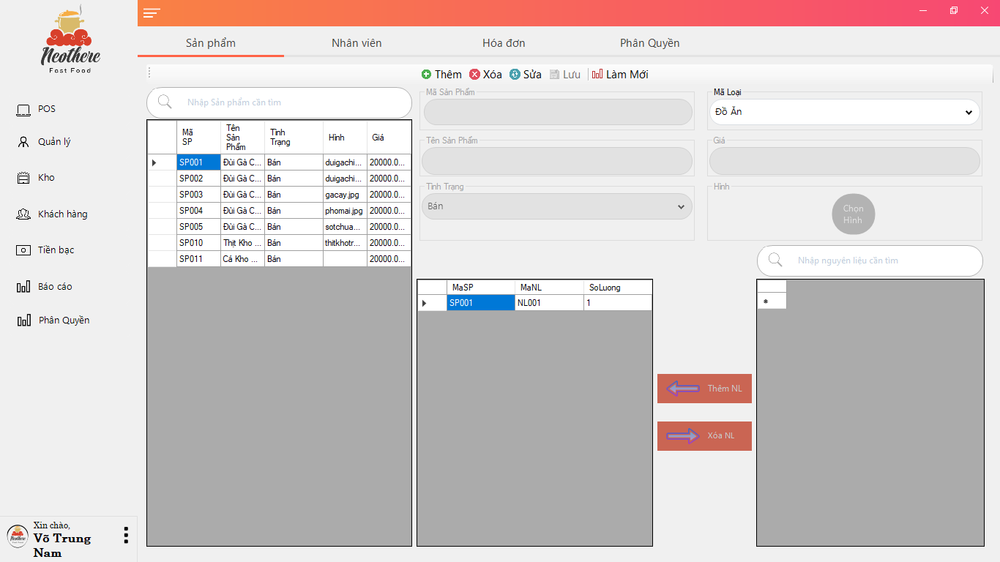 Neothere
Fast Food
POS
Quản lý
Kho
Khách hàng
Tiền bạc
Báo cáo
Phân Quyền
Xin chào,
Võ Trung
Nam
Sản phẩm
Nhân viên
Hóa đơn
Phân Quyền
Thêm
Xóa
Sửa
Lưu
Làm Mới
Nhập Sản phẩm cần tìm
Mã SP
Tên Sản Phẩm
Tình Trạng
Hình
Giá
SP001 Đùi Gà C... Bán duigachi... 20000.0...
SP002 Đùi Gà C... Bán duigachi... 20000.0...
SP003 Đùi Gà C... Bán gacay.jpg 20000.0...
SP004 Đùi Gà C... Bán phomai.jpg 20000.0...
SP005 Đùi Gà C... Bán sotchua... 20000.0...
SP010 Thịt Kho ... Bán thitkhotr... 20000.0...
SP011 Cá Kho ... Bán 20000.0...
Mã Sản Phẩm
Mã Loại
Đồ Ăn
Tên Sản Phẩm
Giá
Tình Trạng
Bán
Hình
Chọn
Hình
Nhập nguyên liệu cần tìm
MaSP MaNL SoLuong
SP001 NL001 1
Thêm NL
Xóa NL